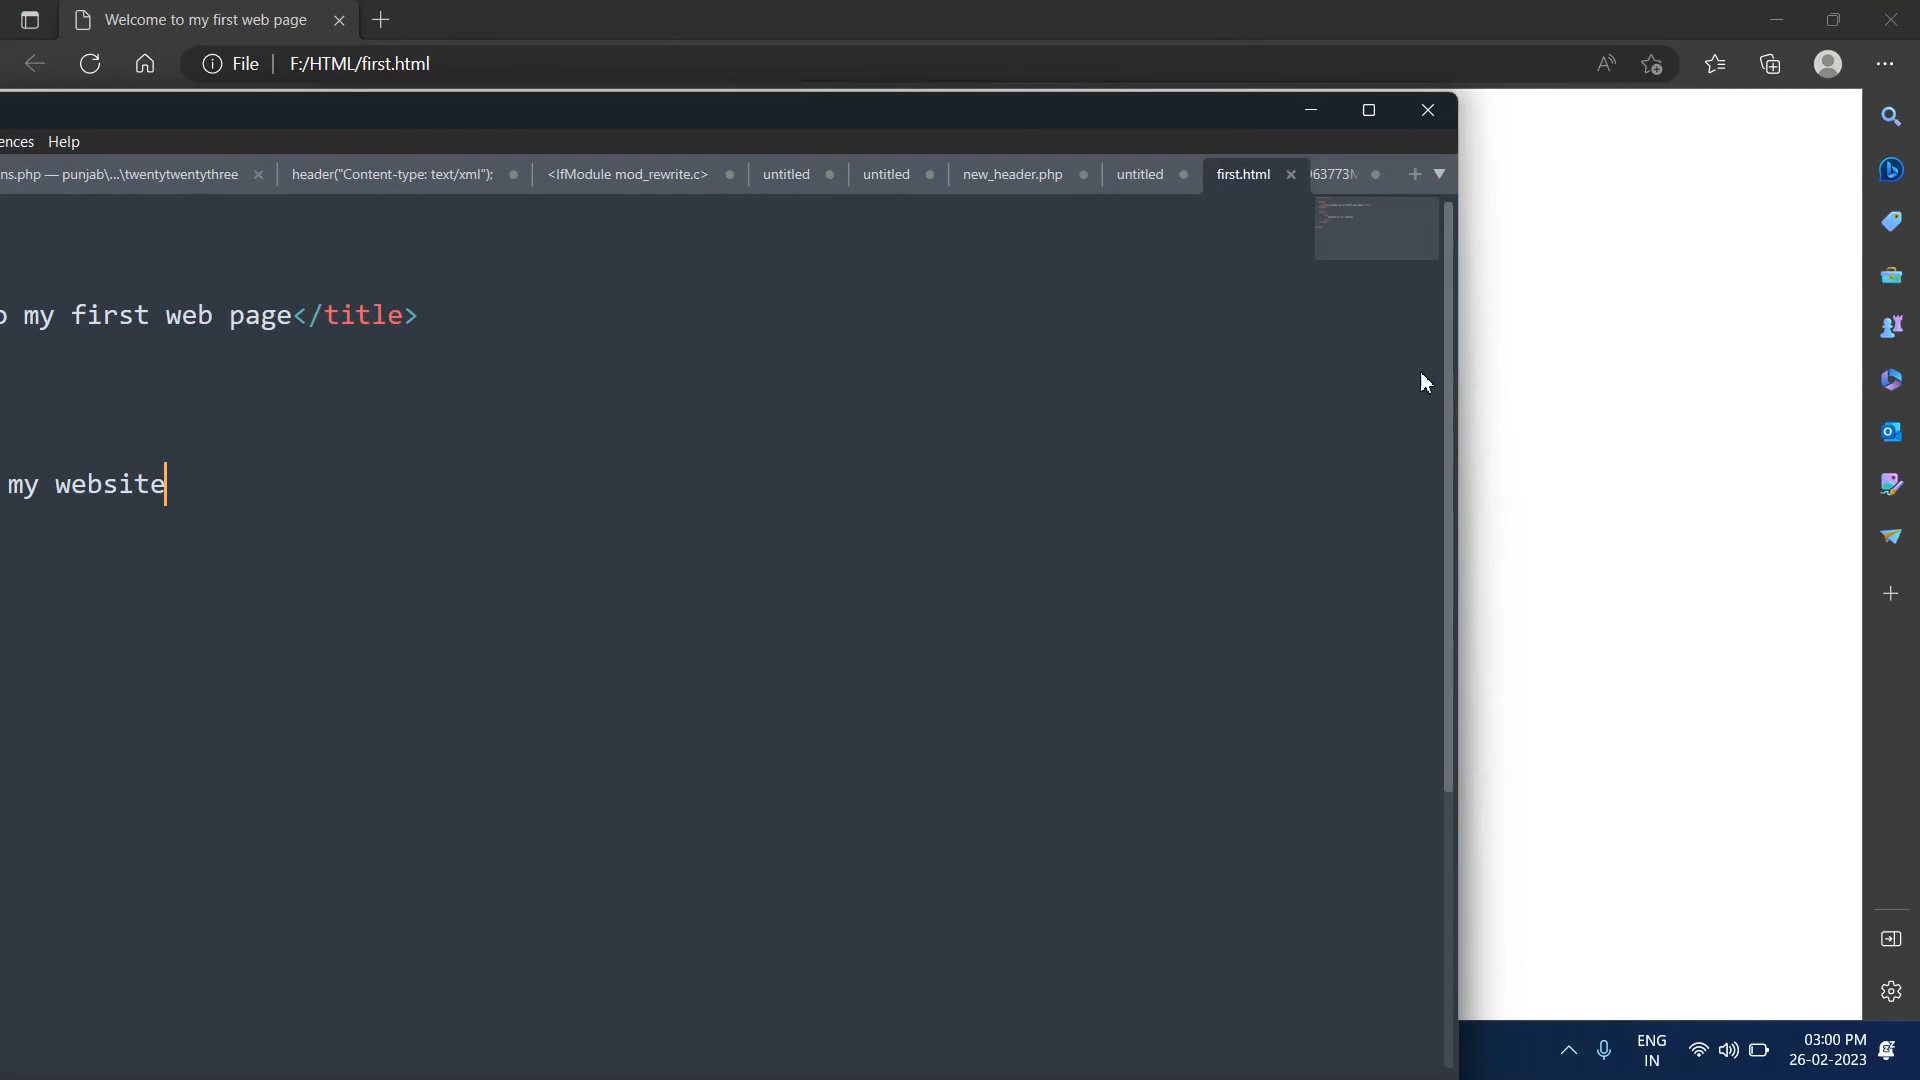 Welcome to my first web page
File F:/HTML/first.html
ences Help
ns.php — punjab\...\twentytwentythree header("Content-type: text/xml"); <IfModule mod_rewrite.c> untitled untitled new_header.php untitled first.html
o my first web page</title>
my website
ENG
IN
03:00 PM
26-02-2023